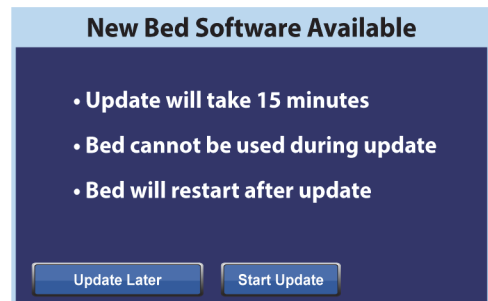 New Bed Software Available
• Update will take 15 minutes
• Bed cannot be used during update
• Bed will restart after update
Update Later Start Update